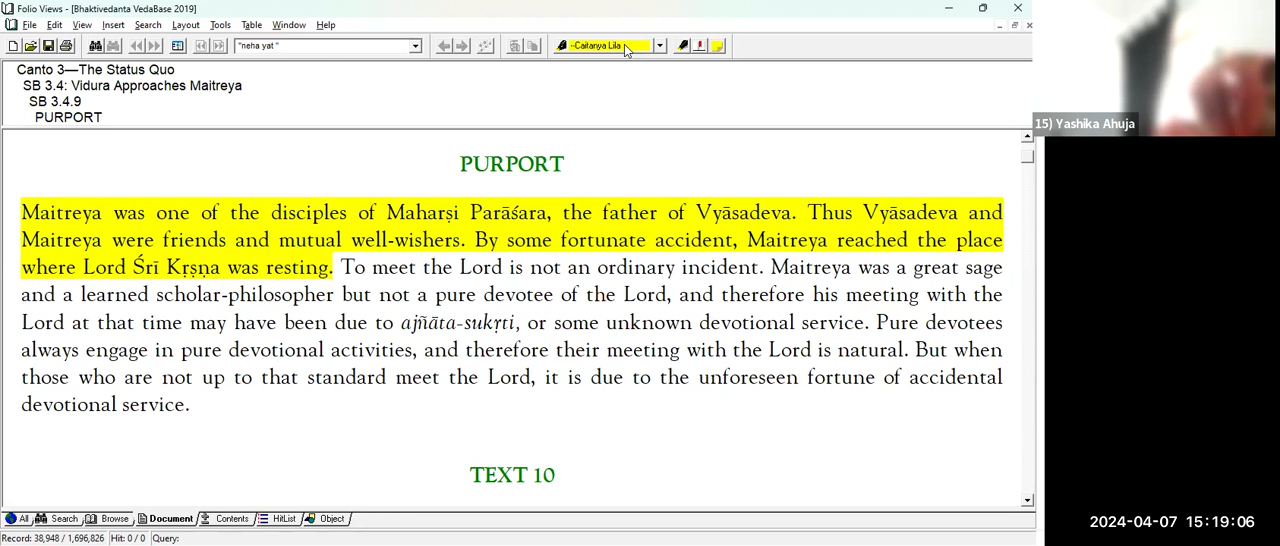 Folio Views - [Bhaktivedanta VedaBase 2019]
File Edit View Insert Search Layout Tools Table Window Help
"neha yat " --Caitanya Lila
Canto 3—The Status Quo
SB 3.4: Vidura Approaches Maitreya
SB 3.4.9
PURPORT
15) Yashika Ahuja
PURPORT
Maitreya was one of the disciples of Maharṣi Parāśara, the father of Vyāsadeva. Thus Vyāsadeva and
Maitreya were friends and mutual well-wishers. By some fortunate accident, Maitreya reached the place
where Lord Śrī Kṛṣṇa was resting. To meet the Lord is not an ordinary incident. Maitreya was a great sage
and a learned scholar-philosopher but not a pure devotee of the Lord, and therefore his meeting with the
Lord at that time may have been due to ajñāta-sukṛti, or some unknown devotional service. Pure devotees
always engage in pure devotional activities, and therefore their meeting with the Lord is natural. But when
those who are not up to that standard meet the Lord, it is due to the unforeseen fortune of accidental
devotional service.
TEXT 10
All Search Browse Document Contents HitList Object
Record: 38,948 / 1,696,826 Hit: 0 / 0 Query:
2024-04-07 15:19:06